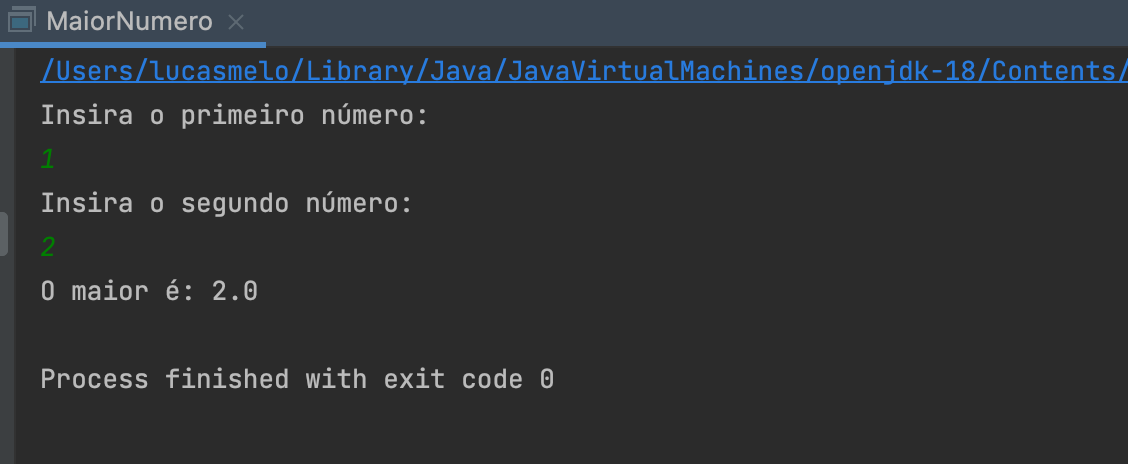 MaiorNumero
/Users/lucasmelo/Library/Java/JavaVirtualMachines/openjdk-18/Contents/
Insira o primeiro número:
1
Insira o segundo número:
2
O maior é: 2.0
Process finished with exit code 0